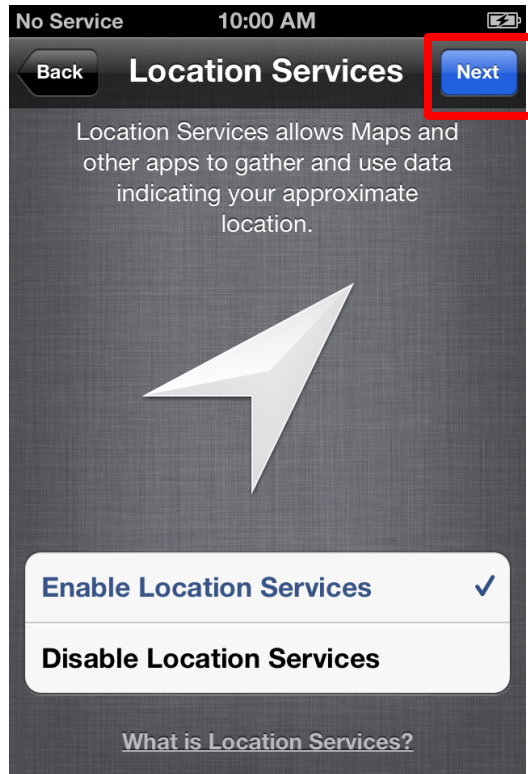 No Service 10:00 AM
Back Location Services Next
Location Services allows Maps and
other apps to gather and use data
indicating your approximate
location.
Enable Location Services
Disable Location Services
What is Location Services?